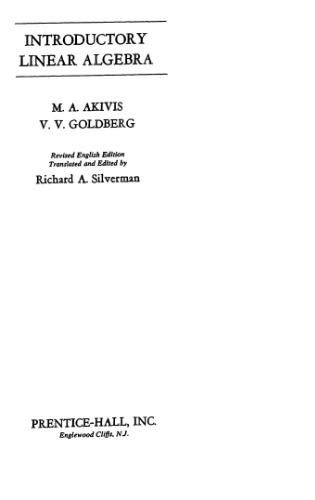 INTRODUCTORY
LINEAR ALGEBRA
M. A. AKIVIS
V. V. GOLDBERG
Revised English Edition
Translated and Edited by
Richard A. Silverman
PRENTICE-HALL, INC.
Englewood Cliffs, N.J.